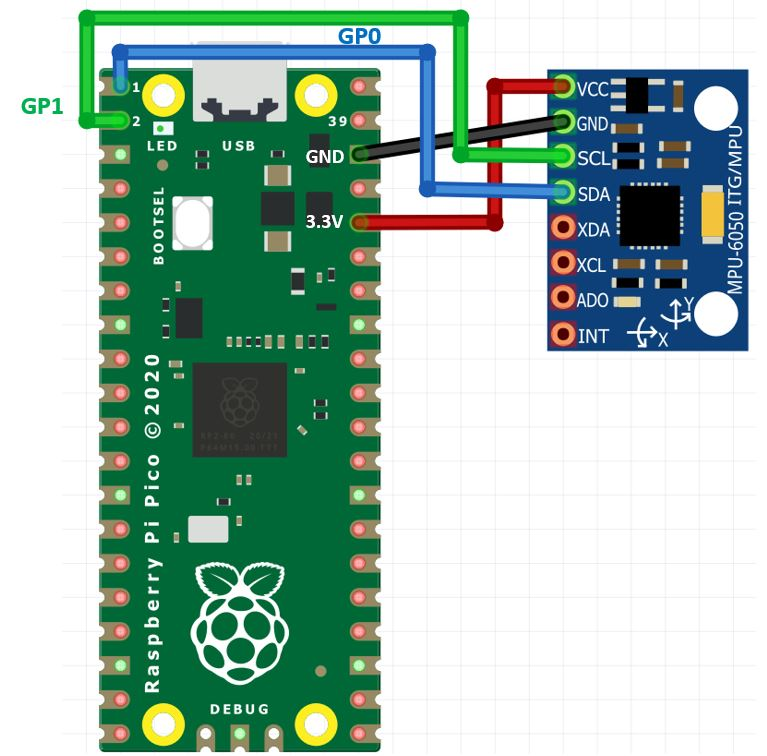 GP0
GP1
1
2
39
LED
USB
GND
BOOTSEL
3.3V
Raspberry Pi Pico ©2020
DEBUG
VCC
GND
SCL
SDA
XDA
XCL
ADO
INT
Y
X
MPU-6050 ITG/MPU